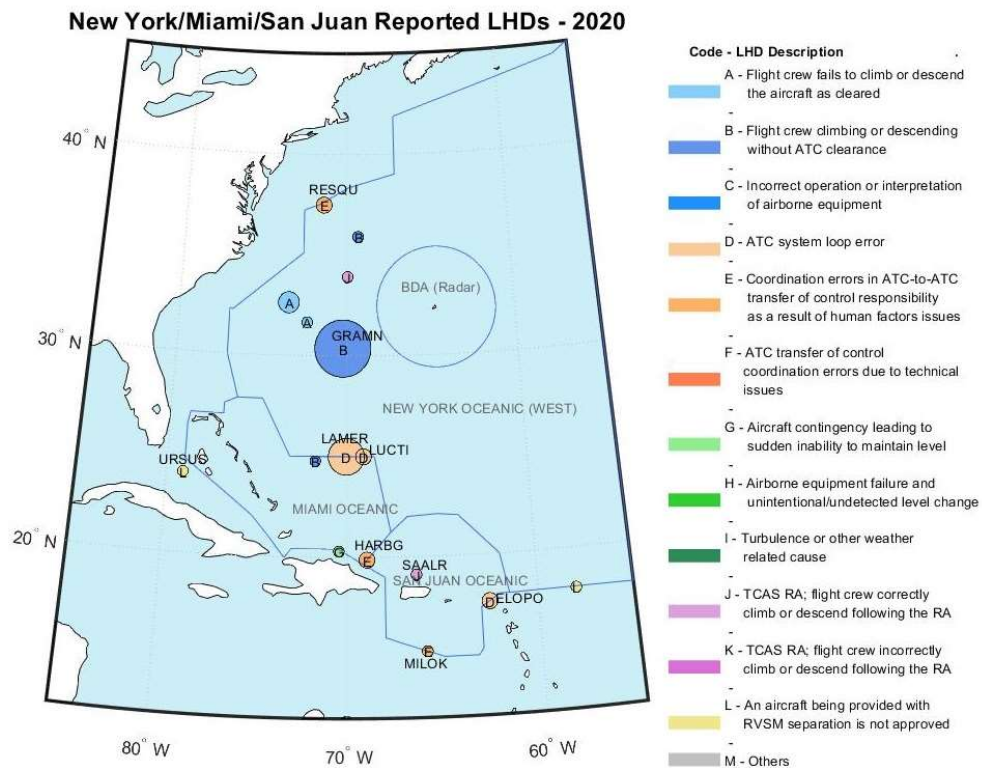 New York/Miami/San Juan Reported LHDs - 2020
40° N
30° N
20° N
80° W
70° W
60° W
RESQU
E
B
J
A
A
GRAMN
B
BDA (Radar)
NEW YORK OCEANIC (WEST)
LAMER
LUCTI
B
D
D
URSUS
L
MIAMI OCEANIC
G
HARBG
E
SAALR
J
SAN JUAN OCEANIC
D
ELOPO
L
E
MILOK
Code - LHD Description .
A - Flight crew fails to climb or descend
the aircraft as cleared
-
B - Flight crew climbing or descending
without ATC clearance
-
C - Incorrect operation or interpretation
of airborne equipment
-
D - ATC system loop error
-
E - Coordination errors in ATC-to-ATC
transfer of control responsibility
as a result of human factors issues
-
F - ATC transfer of control
coordination errors due to technical
issues
-
G - Aircraft contingency leading to
sudden inability to maintain level
-
H - Airborne equipment failure and
unintentional/undetected level change
-
I - Turbulence or other weather
related cause
-
J - TCAS RA; flight crew correctly
climb or descend following the RA
-
K - TCAS RA; flight crew incorrectly
climb or descend following the RA
-
L - An aircraft being provided with
RVSM separation is not approved
-
M - Others